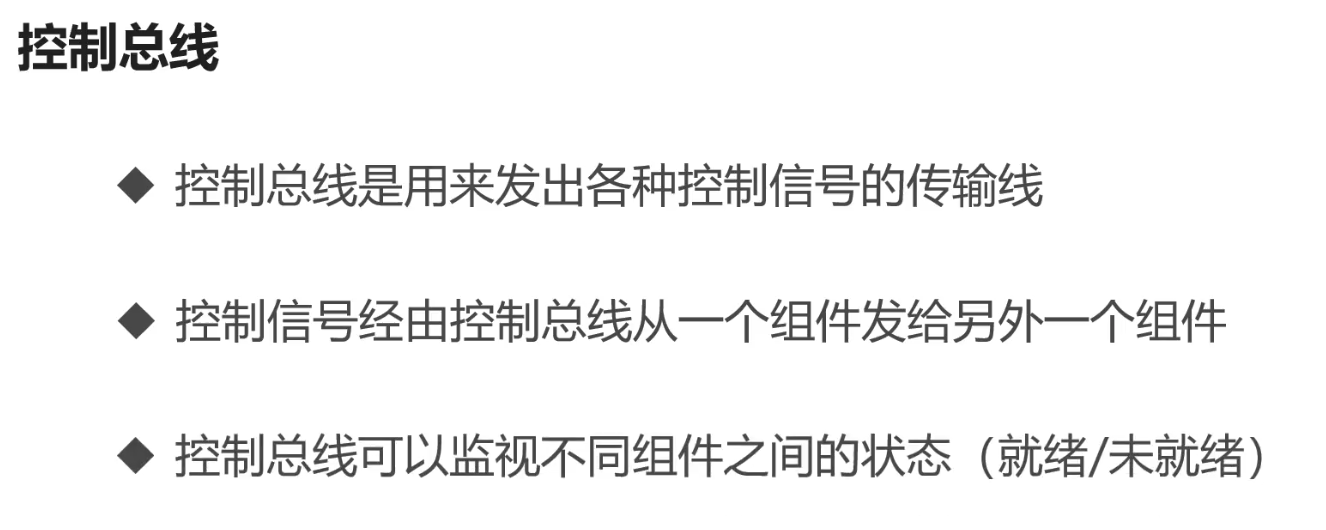 控制总线
◆ 控制总线是用来发出各种控制信号的传输线
◆ 控制信号经由控制总线从一个组件发给另外一个组件
◆ 控制总线可以监视不同组件之间的状态（就绪/未就绪）